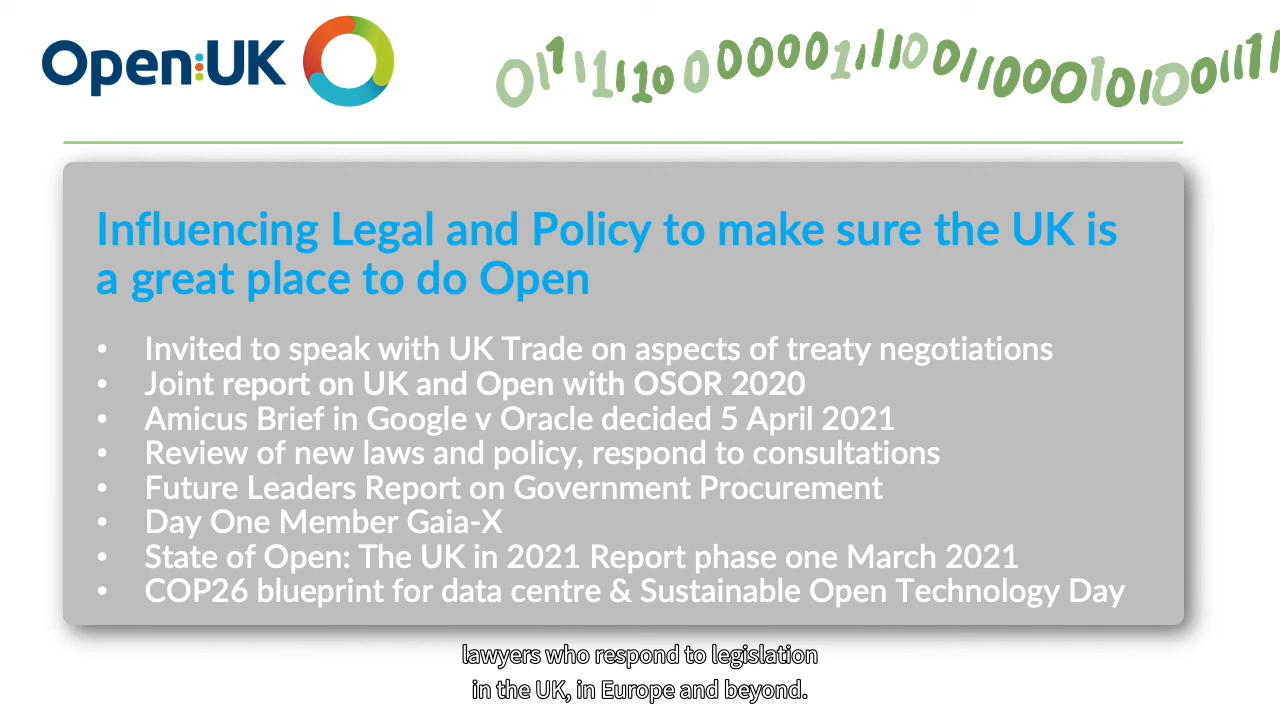 Open:UK
Influencing Legal and Policy to make sure the UK is
a great place to do Open
• Invited to speak with UK Trade on aspects of treaty negotiations
• Joint report on UK and Open with OSOR 2020
• Amicus Brief in Google v Oracle decided 5 April 2021
• Review of new laws and policy, respond to consultations
• Future Leaders Report on Government Procurement
• Day One Member Gaia-X
• State of Open: The UK in 2021 Report phase one March 2021
• COP26 blueprint for data centre & Sustainable Open Technology Day
lawyers who respond to legislation
in the UK, in Europe and beyond.